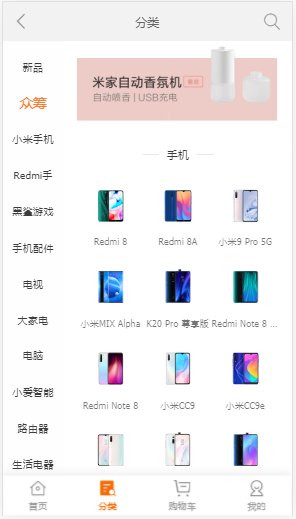 分类
新品
众筹
小米手机
Redmi手
黑鲨游戏
手机配件
电视
大家电
电脑
小爱智能
路由器
生活电器
米家自动香氛机
自动喷香 | USB充电
手机
Redmi 8
Redmi 8A
小米9 Pro 5G
小米MIX Alpha
K20 Pro 尊享版
Redmi Note 8 ...
Redmi Note 8
小米CC9
小米CC9e
首页
分类
购物车
我的